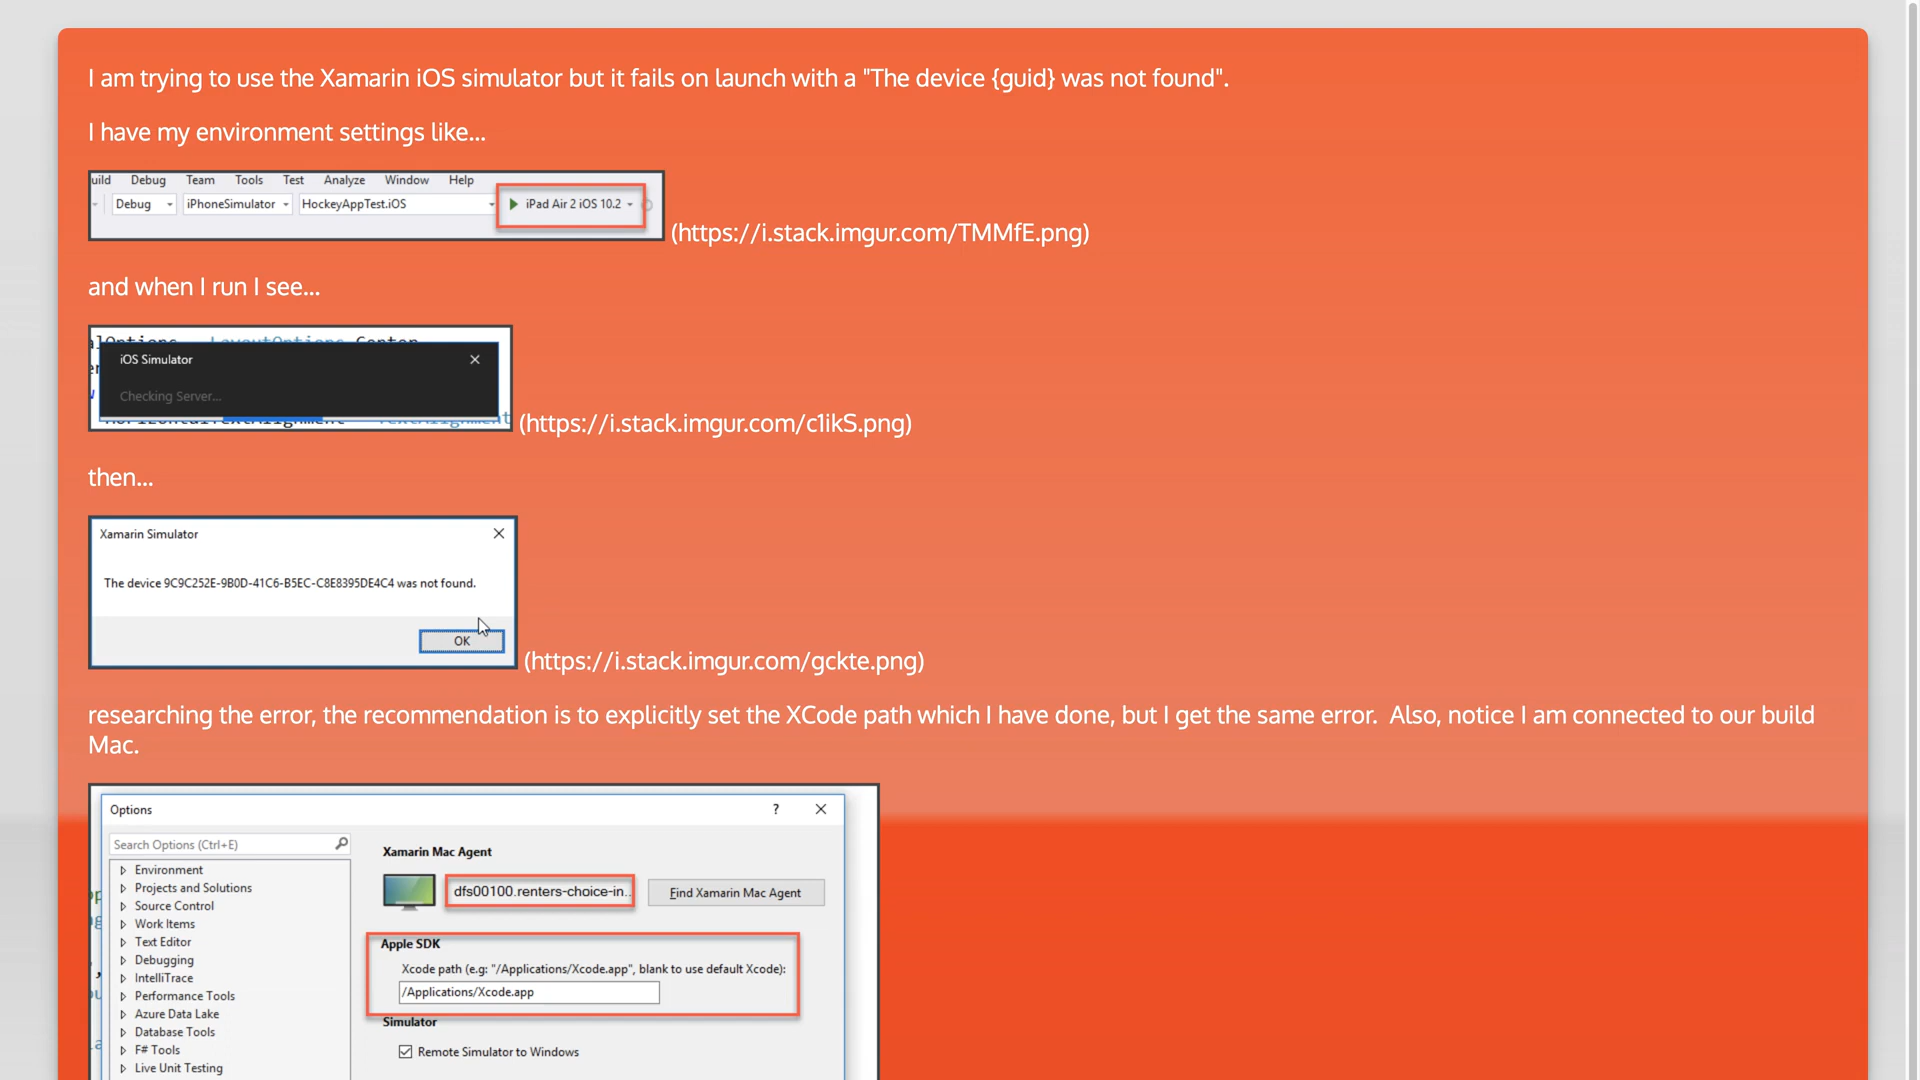 I am trying to use the Xamarin iOS simulator but it fails on launch with a "The device {guid} was not found".
I have my environment settings like...
uild Debug Team Tools Test Analyze Window Help
Debug iPhoneSimulator HockeyAppTest.iOS iPad Air 2 iOS 10.2
(https://i.stack.imgur.com/TMMfE.png)
and when I run I see...
iOS Simulator
Checking Server...
(https://i.stack.imgur.com/c1ikS.png)
then...
Xamarin Simulator
The device 9C9C252E-9B0D-41C6-B5EC-C8E8395DE4C4 was not found.
OK
(https://i.stack.imgur.com/gckte.png)
researching the error, the recommendation is to explicitly set the XCode path which I have done, but I get the same error.  Also, notice I am connected to our build
Mac.
Options ?
Search Options (Ctrl+E)
Environment
Projects and Solutions
Source Control
Work Items
Text Editor
Debugging
IntelliTrace
Performance Tools
Azure Data Lake
Database Tools
F# Tools
Live Unit Testing
Xamarin Mac Agent
dfs00100.renters-choice-in.. Find Xamarin Mac Agent
Apple SDK
Xcode path (e.g: "/Applications/Xcode.app", blank to use default Xcode):
/Applications/Xcode.app
Simulator
Remote Simulator to Windows